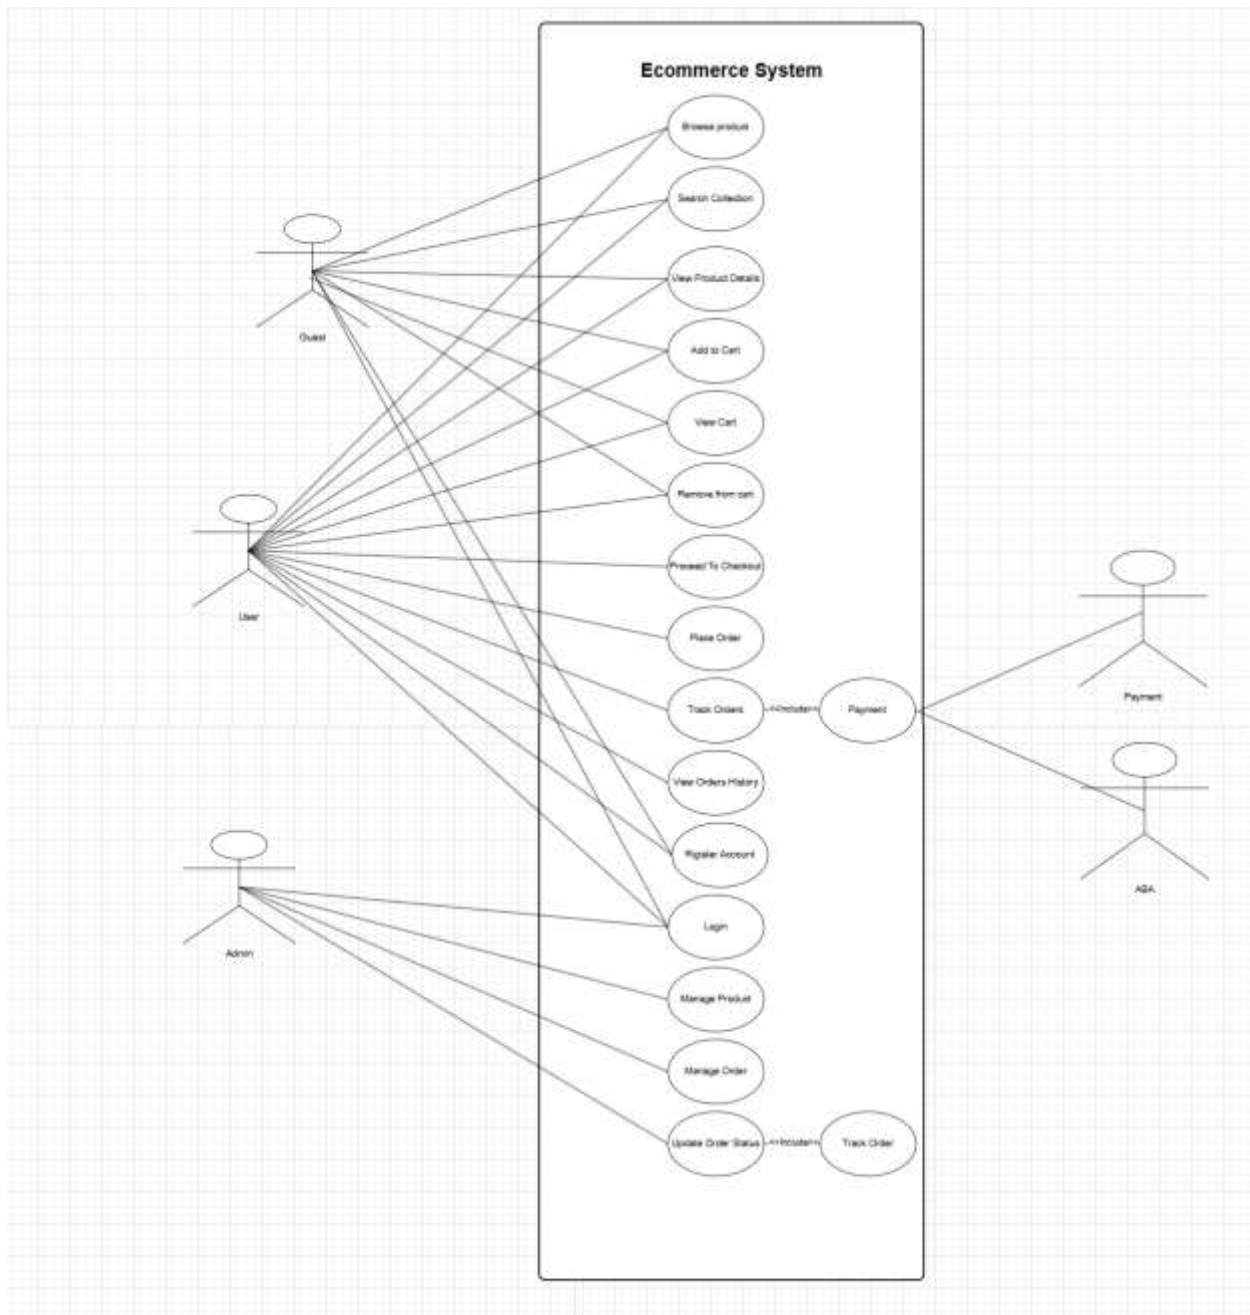 Ecommerce System
Browse product
Search Collection
View Product Details
Add to Cart
View Cart
Remove from cart
Proceed To Checkout
Place Order
Track Orders
<<Include>>
Payment
View Orders History
Register Account
Login
Manage Product
Manage Order
Update Order Status
<<Include>>
Track Order
Guest
User
Admin
Payment
ABA